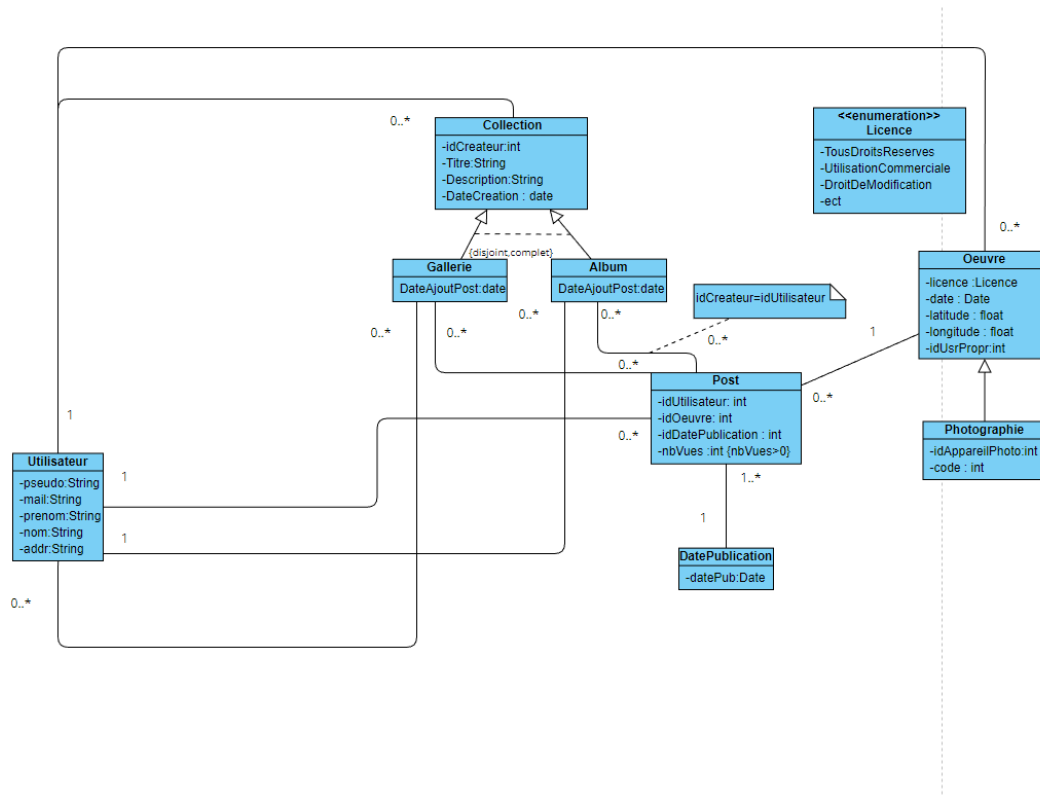 0..*
Collection
-idCreateur:int
-Titre:String
-Description:String
-DateCreation : date
<<enumeration>>
Licence
-TousDroitsReserves
-UtilisationCommerciale
-DroitDeModification
-ect
0..*
{disjoint,complet}
Gallerie
DateAjoutPost:date
Album
DateAjoutPost:date
idCreateur=idUtilisateur
Oeuvre
-licence :Licence
-date : Date
-latitude : float
-longitude : float
-idUsrPropr:int
0..*
0..*
0..*
0..*
0..*
0..*
1
0..*
Post
-idUtilisateur: int
-idOeuvre: int
-idDatePublication : int
-nbVues :int {nbVues>0}
0..*
1
Photographie
-idAppareilPhoto:int
-code : int
Utilisateur
-pseudo:String
-mail:String
-prenom:String
-nom:String
-addr:String
1
1
1..*
1
DatePublication
-datePub:Date
0..*